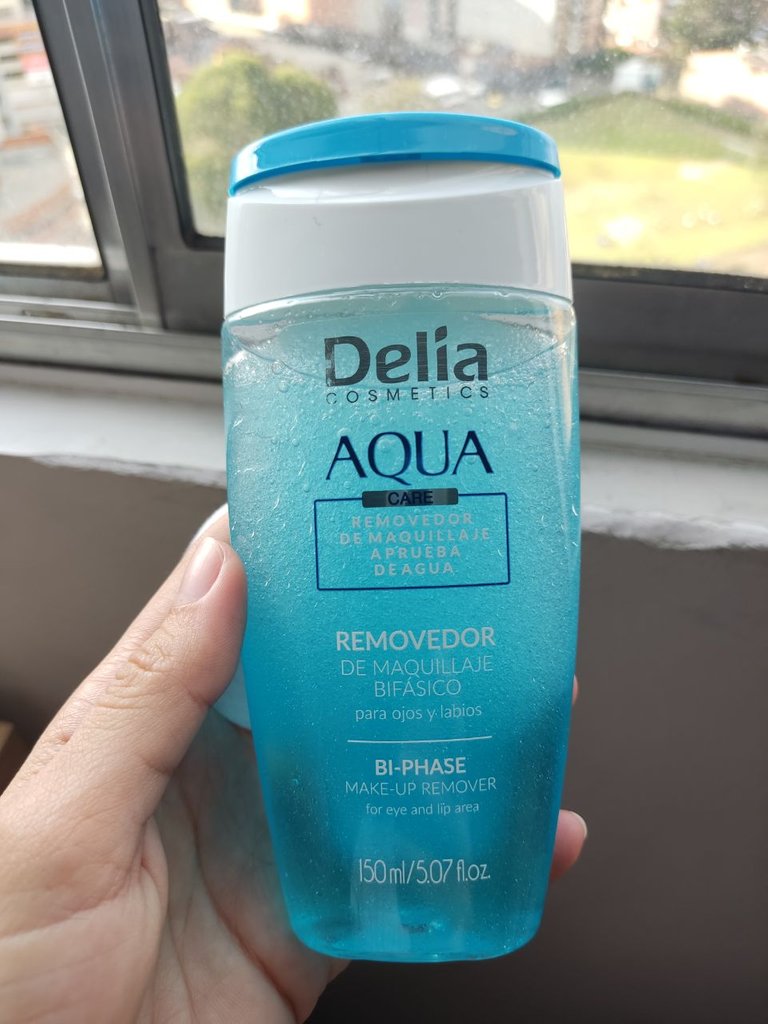 Delia
COSMETICS
AQUA
CARE
REMOVEDOR
DE MAQUILLAJE
A PRUEBA
DE AGUA
REMOVEDOR
DE MAQUILLAJE
BIFÁSICO
para ojos y labios
BI-PHASE
MAKE-UP REMOVER
for eye and lip area
150 ml/5.07 fl.oz.